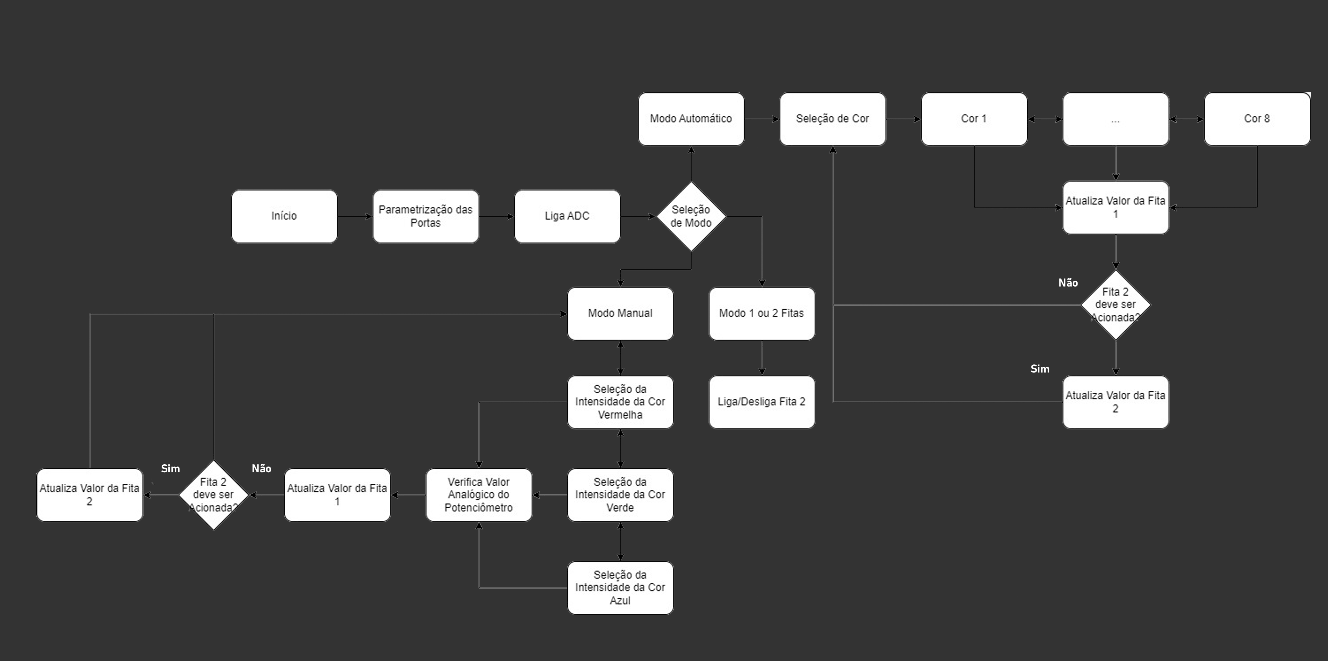 Modo Automático
Seleção de Cor
Cor 1
...
Cor 8
Início
Parametrização das
Portas
Liga ADC
Seleção
de Modo
Atualiza Valor da Fita
1
Não
Fita 2
deve ser
Acionada?
Modo Manual
Modo 1 ou 2 Fitas
Sim
Atualiza Valor da Fita
2
Seleção da
Intensidade da Cor
Vermelha
Liga/Desliga Fita 2
Atualiza Valor da Fita
2
Sim
Fita 2
deve ser
Acionada?
Não
Atualiza Valor da Fita
1
Verifica Valor
Analógico do
Potenciômetro
Seleção da
Intensidade da Cor
Verde
Seleção da
Intensidade da Cor
Azul